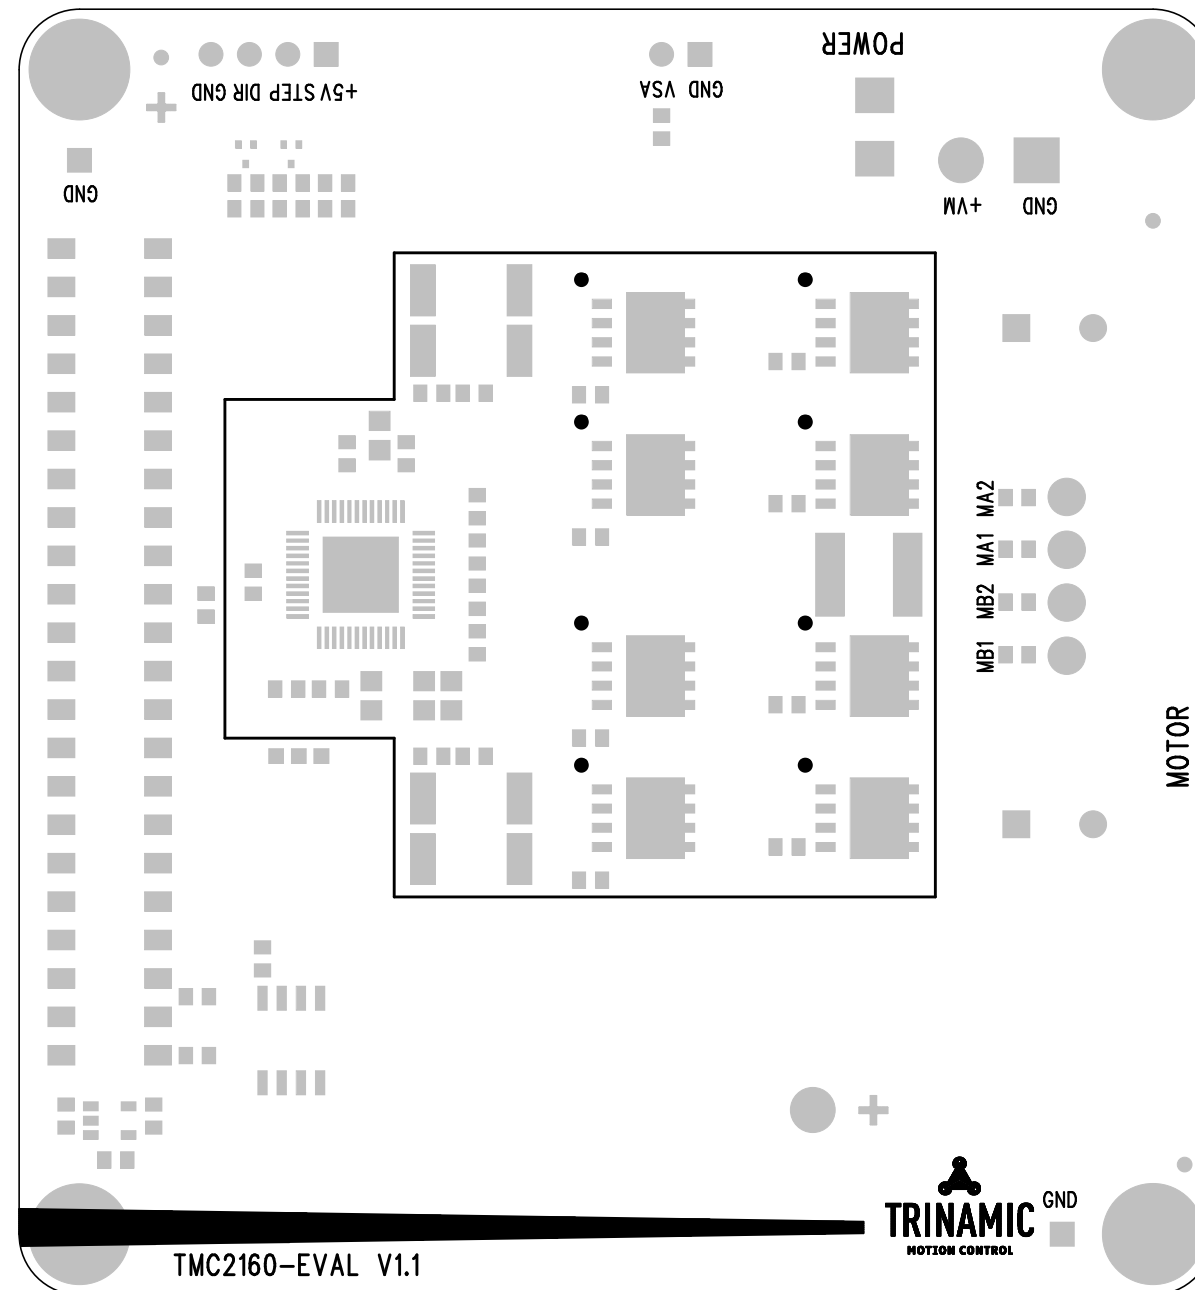 POWER
GND DIR STEP +5V
VSA GND
GND
+VM GND
MA2
MA1
MB2
MB1
MOTOR
GND
TRINAMIC
MOTION CONTROL
TMC2160-EVAL V1.1